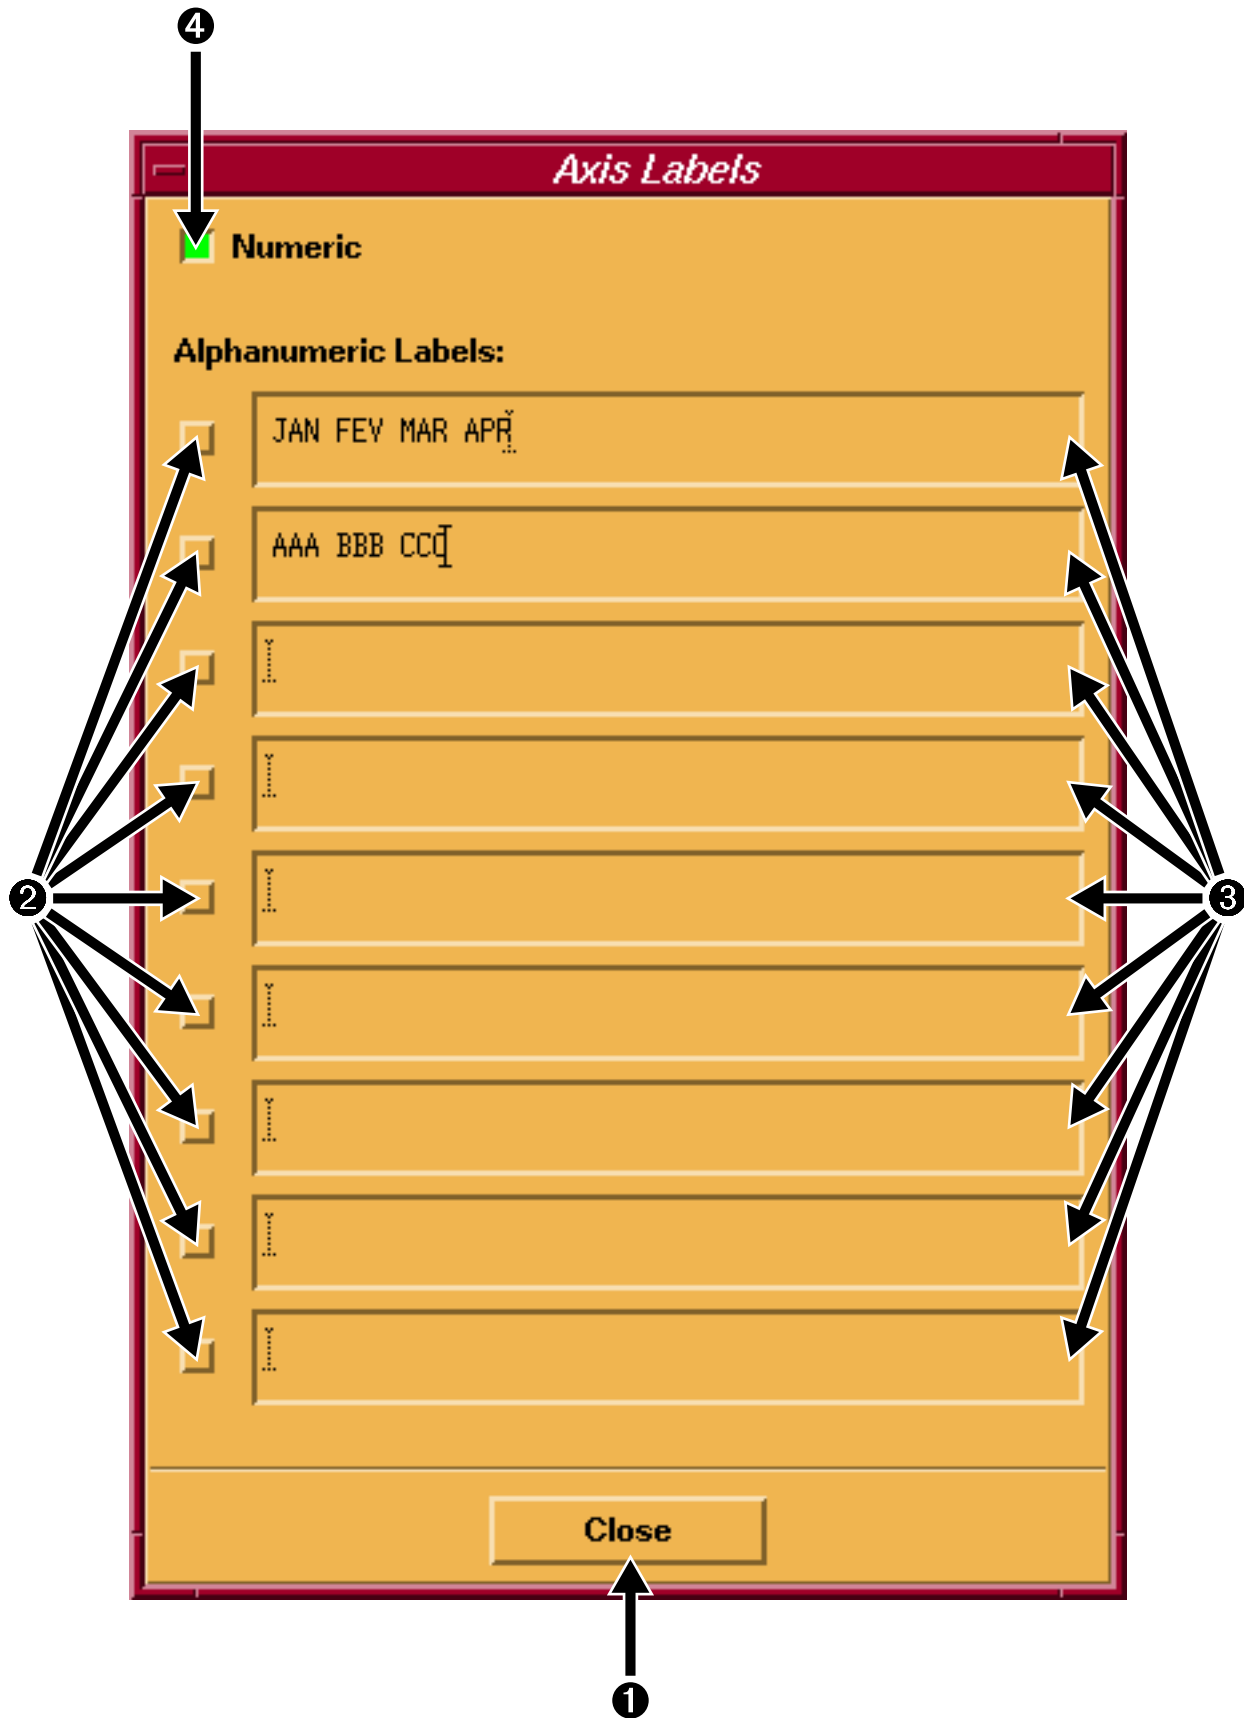 4
Axis Labels
Numeric
Alphanumeric Labels:
JAN FEV MAR APR
AAA BBB CCC
2
3
Close
1